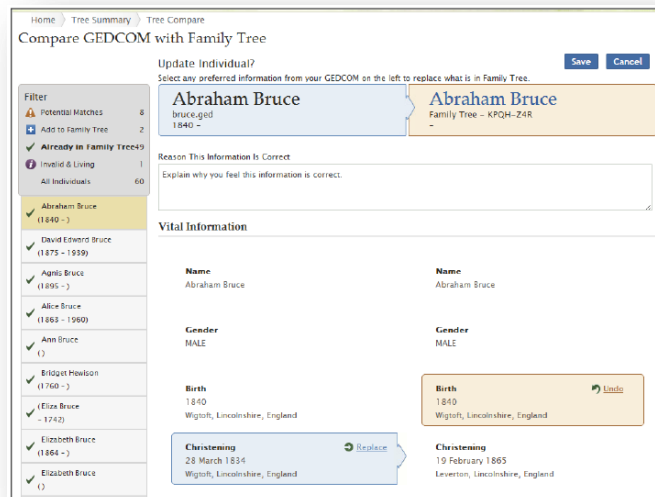 Home Tree Summary Tree Compare
Compare GEDCOM with Family Tree
Update Individual?
Save Cancel
Select any preferred information from your GEDCOM on the left to replace what is in Family Tree.
Filter
Potential Matches 8
Add to Family Tree 2
Already in Family Tree 49
Invalid & Living 1
All Individuals 60
Abraham Bruce
(1840 - )
David Edward Bruce
(1875 - 1939)
Agnis Bruce
(1895 - )
Alice Bruce
(1863 - 1960)
Ann Bruce
()
Bridget Hewison
(1760 - )
(Eliza Bruce
- 1742)
Elizabeth Bruce
(1864 - )
Elizabeth Bruce
()
Abraham Bruce
bruce.ged
1840 -
Abraham Bruce
Family Tree - KPQH-Z4R
-
Reason This Information Is Correct
Explain why you feel this information is correct.
Vital Information
Name
Abraham Bruce
Name
Abraham Bruce
Gender
MALE
Gender
MALE
Birth
1840
Wigtoft, Lincolnshire, England
Birth
Undo
1840
Wigtoft, Lincolnshire, England
Christening
Replace
28 March 1834
Wigtoft, Lincolnshire, England
Christening
19 February 1865
Leverton, Lincolnshire, England